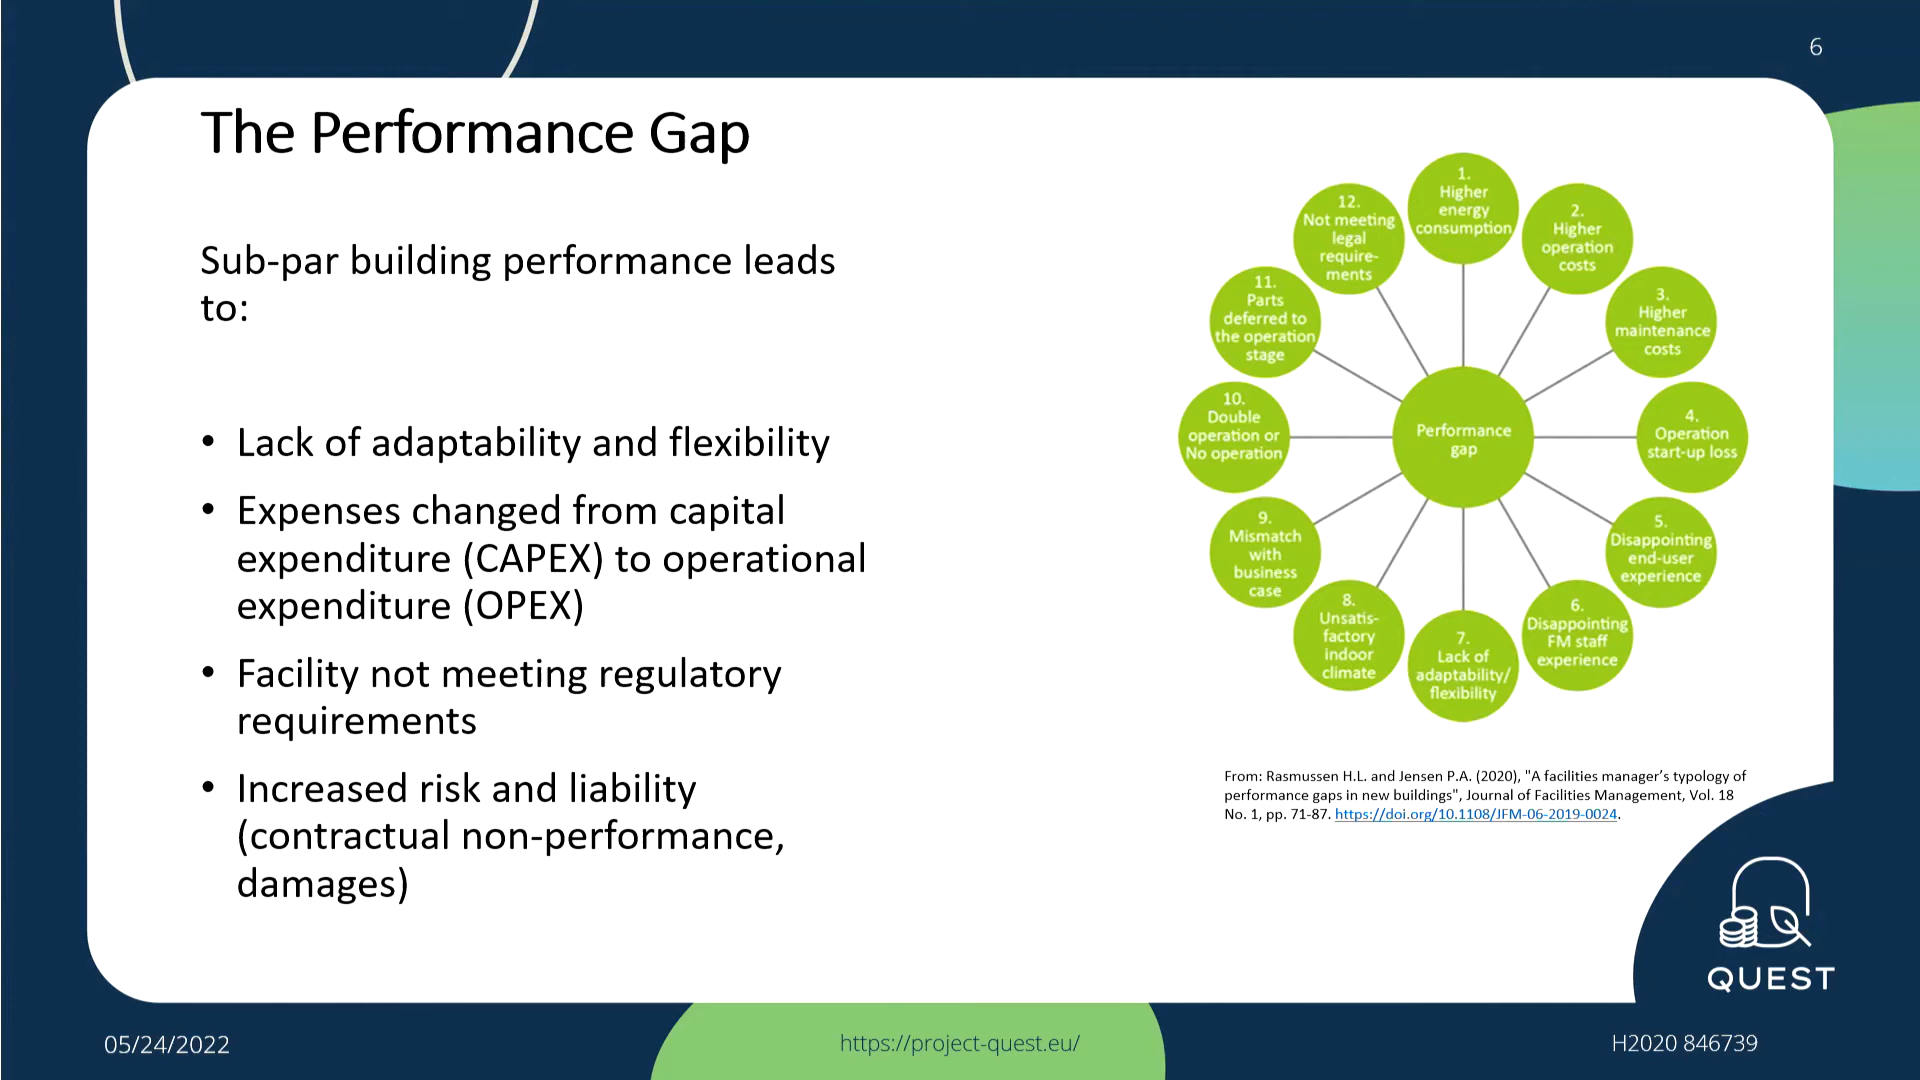 6
The Performance Gap
Sub-par building performance leads
to:
• Lack of adaptability and flexibility
• Expenses changed from capital
expenditure (CAPEX) to operational
expenditure (OPEX)
• Facility not meeting regulatory
requirements
• Increased risk and liability
(contractual non-performance,
damages)
Performance
gap
1.
Higher
energy
consumption
2.
Higher
operation
costs
3.
Higher
maintenance
costs
4.
Operation
start-up loss
5.
Disappointing
end-user
experience
6.
Disappointing
FM staff
experience
7.
Lack of
adaptability/
flexibility
8.
Unsatis-
factory
indoor
climate
9.
Mismatch
with
business
case
10.
Double
operation or
No operation
11.
Parts
deferred to
the operation
stage
12.
Not meeting
legal
require-
ments
From: Rasmussen H.L. and Jensen P.A. (2020), "A facilities manager’s typology of
performance gaps in new buildings", Journal of Facilities Management, Vol. 18
No. 1, pp. 71-87. https://doi.org/10.1108/JFM-06-2019-0024.
QUEST
05/24/2022
https://project-quest.eu/
H2020 846739